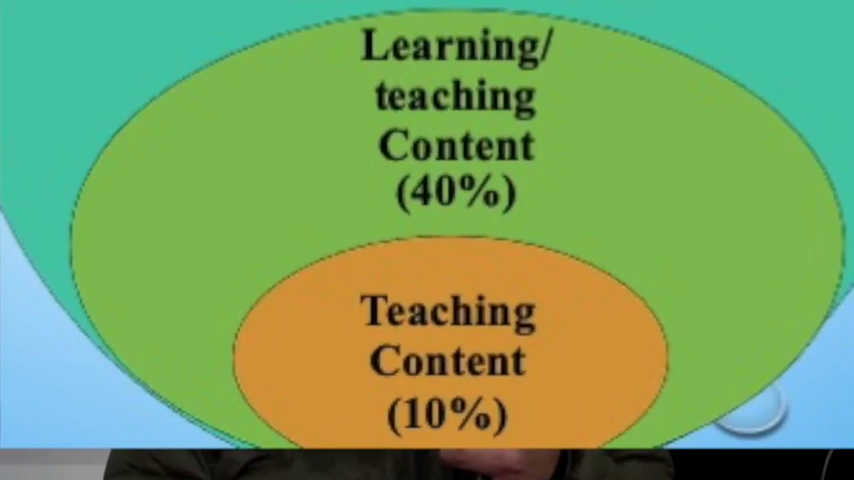 Learning/
teaching
Content
(40%)
Teaching
Content
(10%)